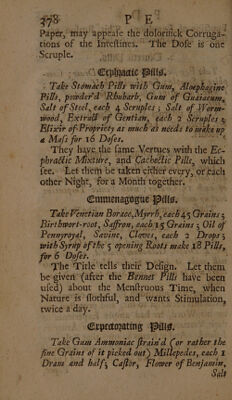 278 P E
Paper, may appease the dolorifick Corruga-
tions of the Intestines. The Dose is one
Scruple.
Ecphractic Pills.
Take Stomach Pills with Gum, Aloephagine
Pills, powder'd Rhubarb, Gum of Guaiacum,
Salt of Steel, each 4 Scruples; Salt of Worm-
wood, Extract of Gentian, each 2 Scruples;
Elixir of Propriety as much as needs to make up
a Mass for 16 Doses.
They have the same Vertues with the Ec-
phractic Mixture, and Cachectic Pills, which
see. Let them be taken either every, or each
other Night, for a Month together.
Emmenagogue Pills.
Take Venetian Borace, Myrrh, each 45 Grains;
Birthwort-root, Saffron, each 15 Grains; Oil of
Pennyroyal, Savine, Cloves, each 2 Drops;
with Syrup of the 5 opening Roots make 18 Pills,
for 6 Doses.
The Title tells their Design. Let them
be given (after the Bennet Pills have been
used) about the Menstruous Time, when
Nature is slothful, and wants Stimulation,
twice a day.
Expectorating Pills.
Take Gum Ammoniac strain'd (or rather the
fine Grains of it picked out) Millepedes, each 1
Dram and half; Castor, Flower of Benjamin,
Salt